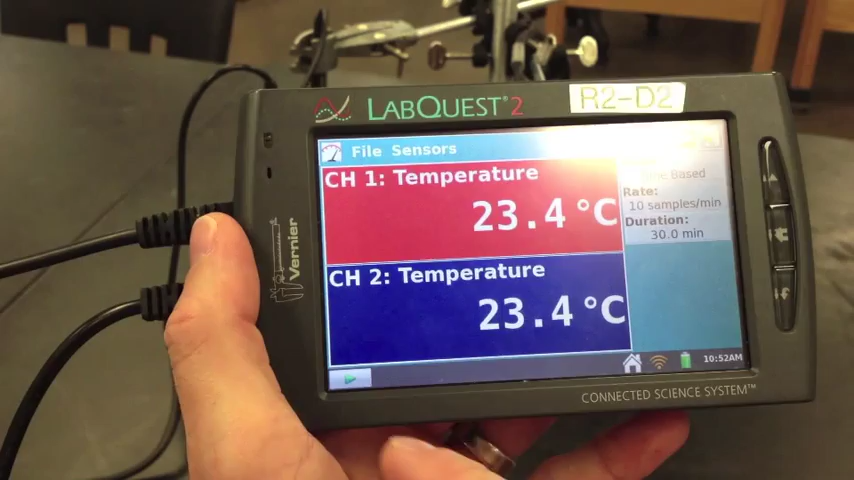 LABQUEST® 2
R2-D2
File Sensors
CH 1: Temperature
23.4 °C
CH 2: Temperature
23.4 °C
Based
Rate:
10 samples/min
Duration:
30.0 min
10:52AM
Vernier
CONNECTED SCIENCE SYSTEM™